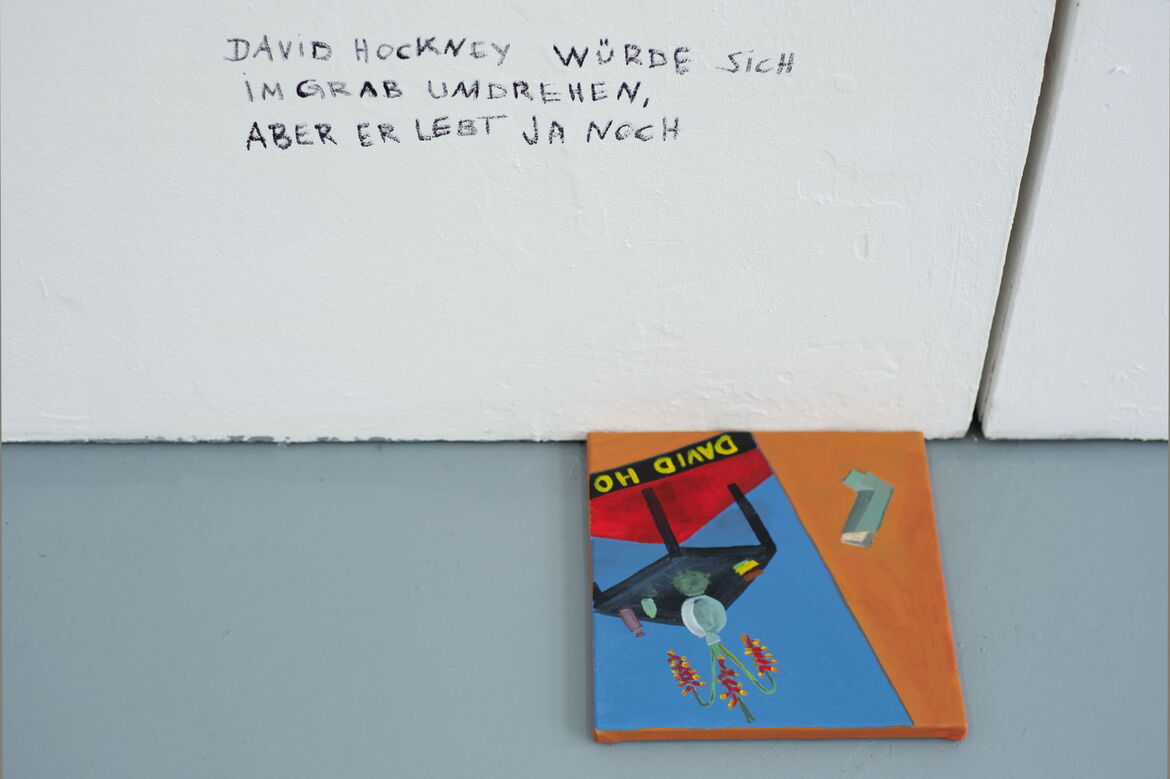 DAViD HOCKNEY WÜRDE SiCH
iM GRAB UMDREHEN,
ABER ER LEBT JA NOCH
DAViD HO